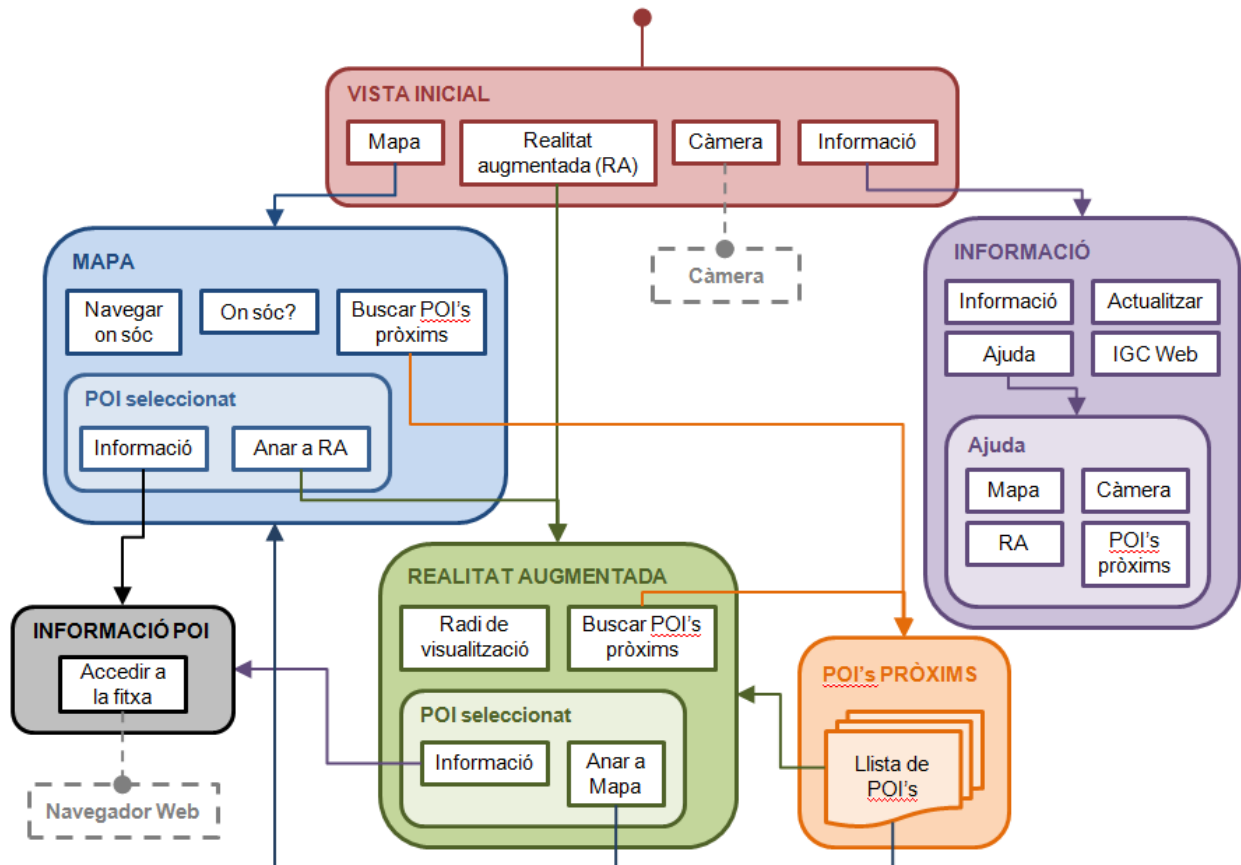 VISTA INICIAL
Mapa
Realitat
augmentada (RA)
Càmera
Informació
Càmera
MAPA
Navegar
on sóc
On sóc?
Buscar POI's
pròxims
POI seleccionat
Informació
Anar a RA
INFORMACIÓ
Informació
Actualitzar
Ajuda
IGC Web
Ajuda
Mapa
Càmera
RA
POI's
pròxims
REALITAT AUGMENTADA
Radi de
visualització
Buscar POI's
pròxims
POI seleccionat
Informació
Anar a
Mapa
INFORMACIÓ POI
Accedir a
la fitxa
Navegador Web
POI's PRÒXIMS
Llista de
POI's